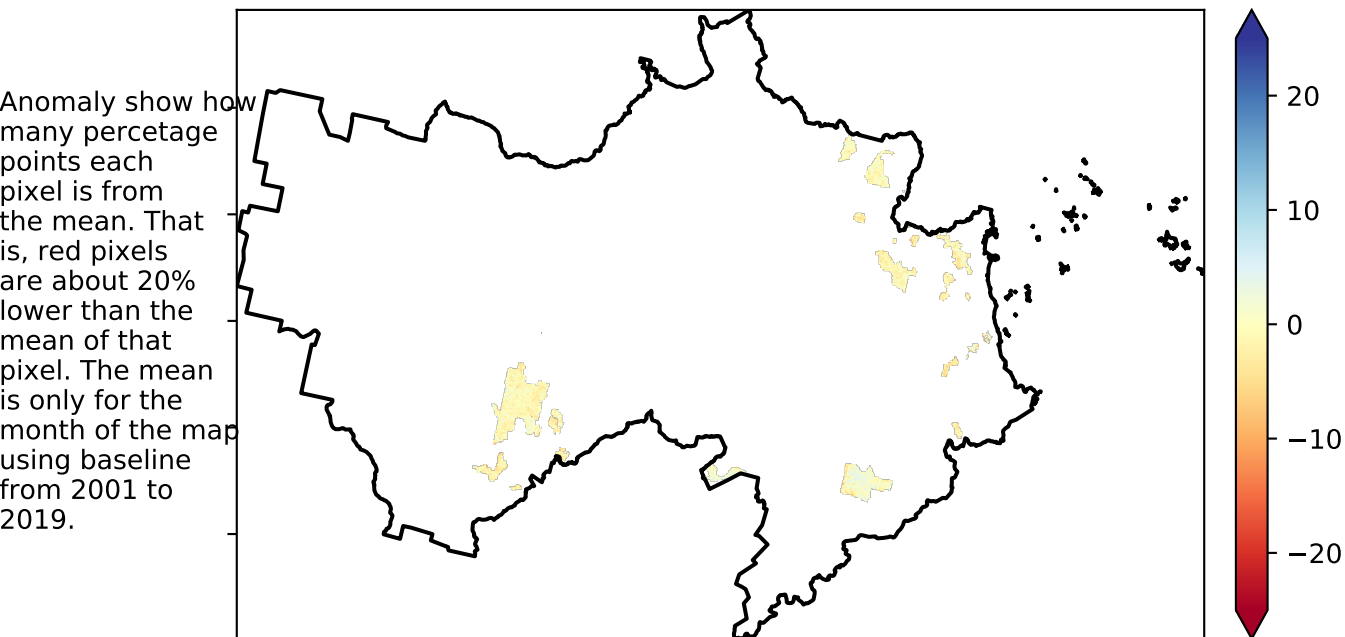 Anomaly show how
many percetage
points each
pixel is from
the mean. That
is, red pixels
are about 20%
lower than the
mean of that
pixel. The mean
is only for the
month of the map
using baseline
from 2001 to
2019.
20
10
0
−10
−20